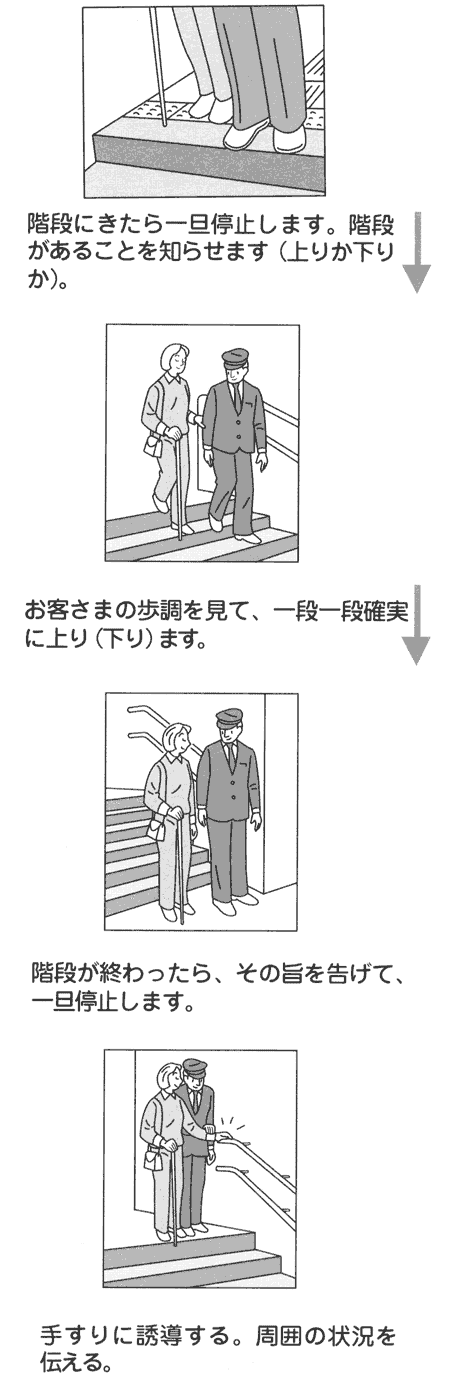 階段にきたら一旦停止します。階段
があることを知らせます（上りか下り
か）。
お客さまの歩調を見て、一段一段確実
に上り（下り）ます。
階段が終わったら、その旨を告げて、
一旦停止します。
手すりに誘導する。周囲の状況を
伝える。